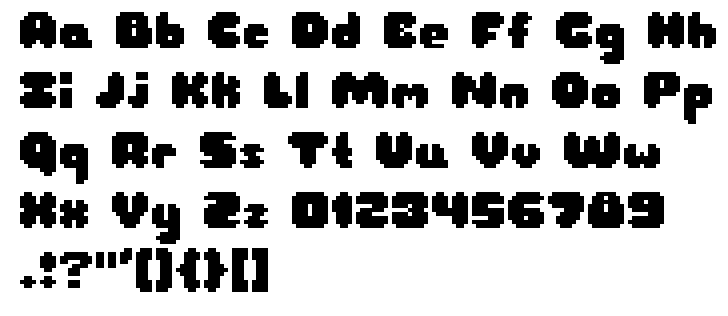 Aa Bb Cc Dd Ee Ff Gg Hh
Ii Jj Kk Ll Mm Nn Oo Pp
Qq Rr Ss Tt Uu Vv Ww
Xx Yy Zz 0123456789
.!?"'(){}[]